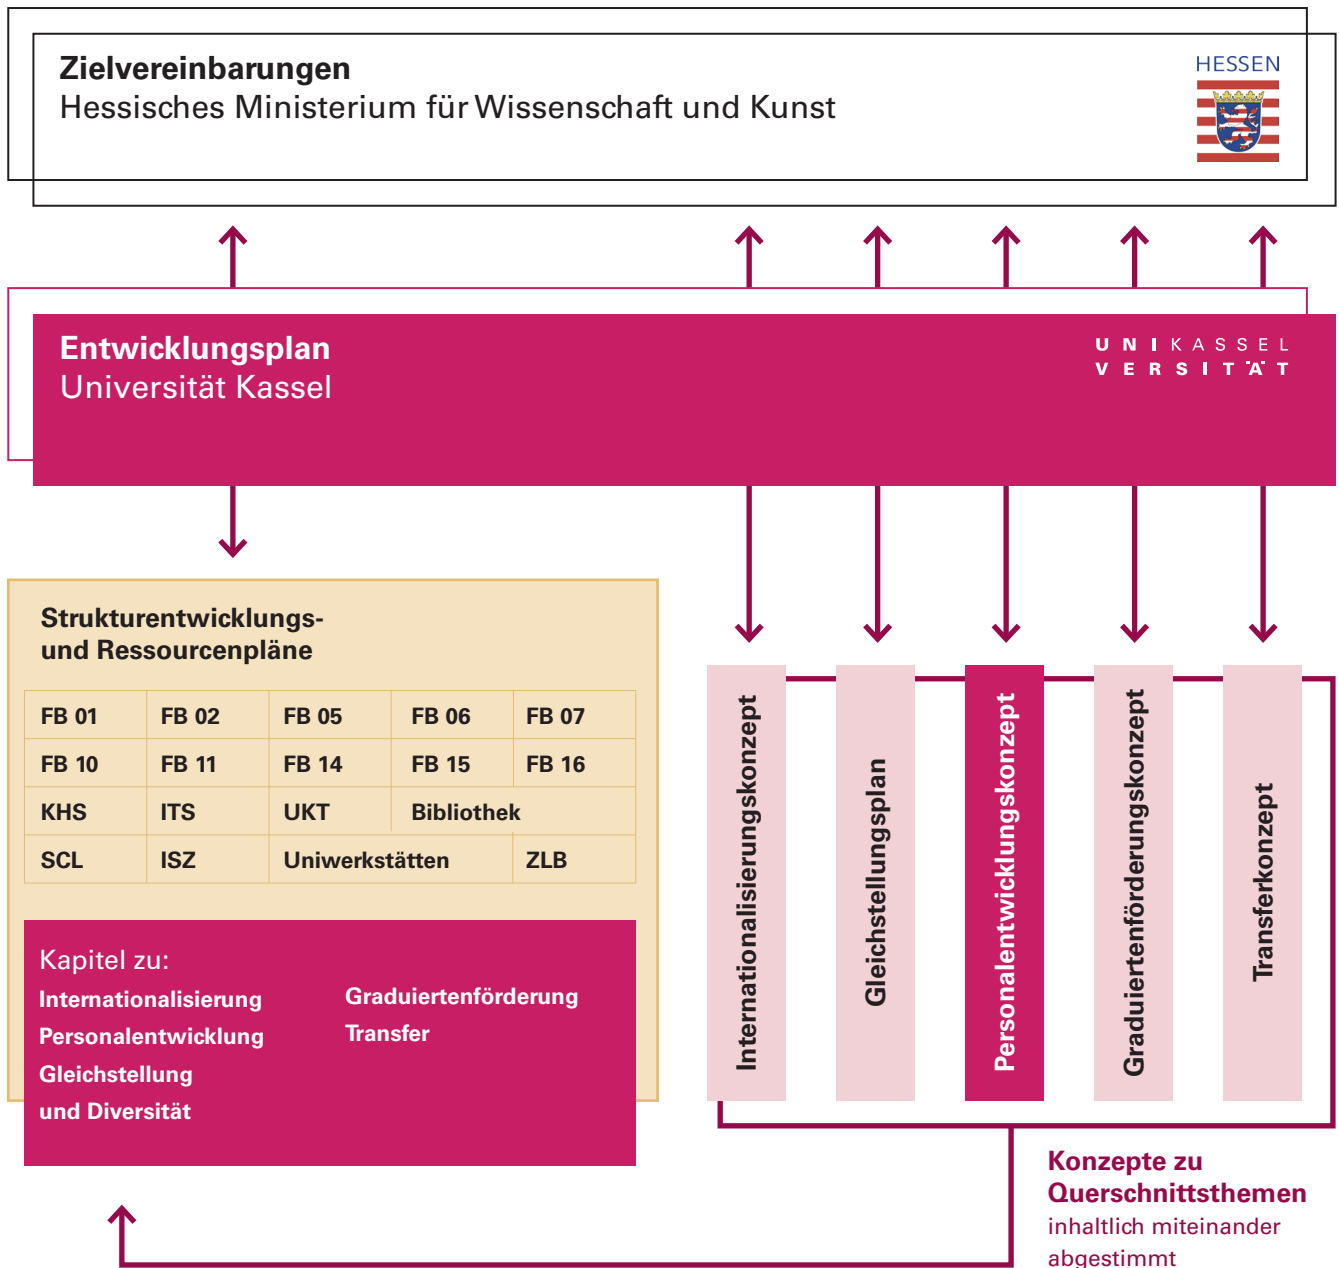 Zielvereinbarungen
Hessisches Ministerium für Wissenschaft und Kunst
HESSEN
Entwicklungsplan
Universität Kassel
UNIKASSEL
VERSITÄT
Strukturentwicklungs-
und Ressourcenpläne
FB 01 FB 02 FB 05 FB 06 FB 07
FB 10 FB 11 FB 14 FB 15 FB 16
KHS ITS UKT Bibliothek
SCL ISZ Uniwerkstätten ZLB
Kapitel zu:
Internationalisierung
Personalentwicklung
Gleichstellung
und Diversität
Graduiertenförderung
Transfer
Internationalisierungskonzept
Gleichstellungsplan
Personalentwicklungskonzept
Graduiertenförderungskonzept
Transferkonzept
Konzepte zu
Querschnittsthemen
inhaltlich miteinander
abgestimmt